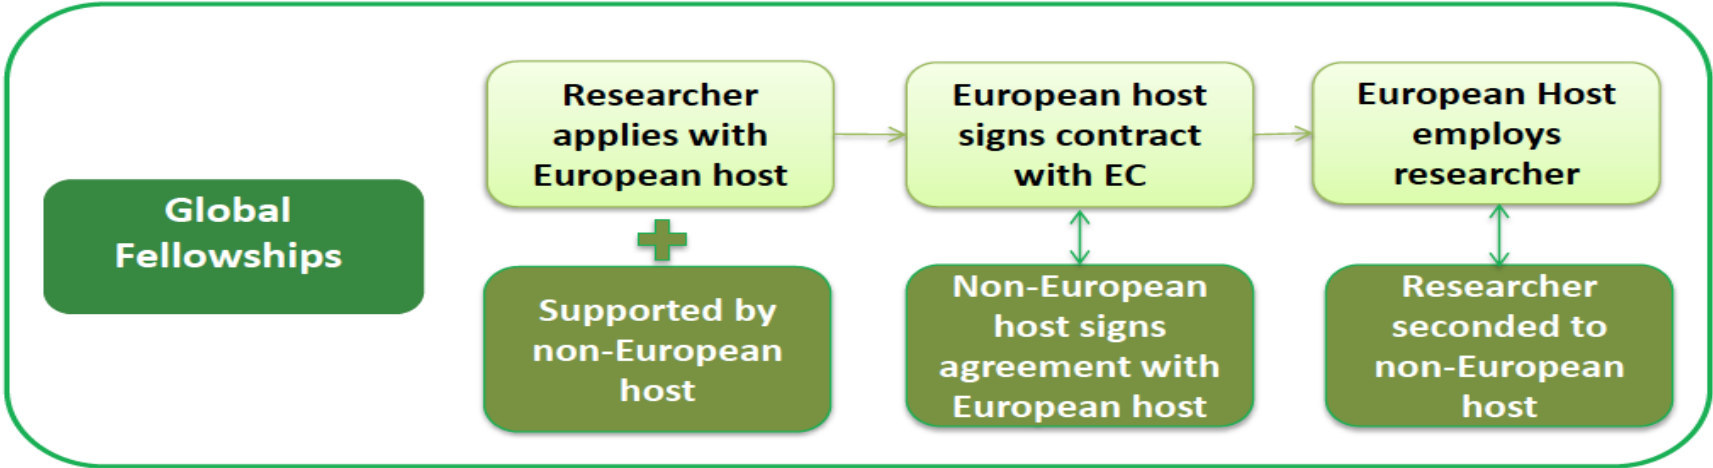 Global
Fellowships
Researcher
applies with
European host
European host
signs contract
with EC
European Host
employs
researcher
Supported by
non-European
host
Non-European
host signs
agreement with
European host
Researcher
seconded to
non-European
host